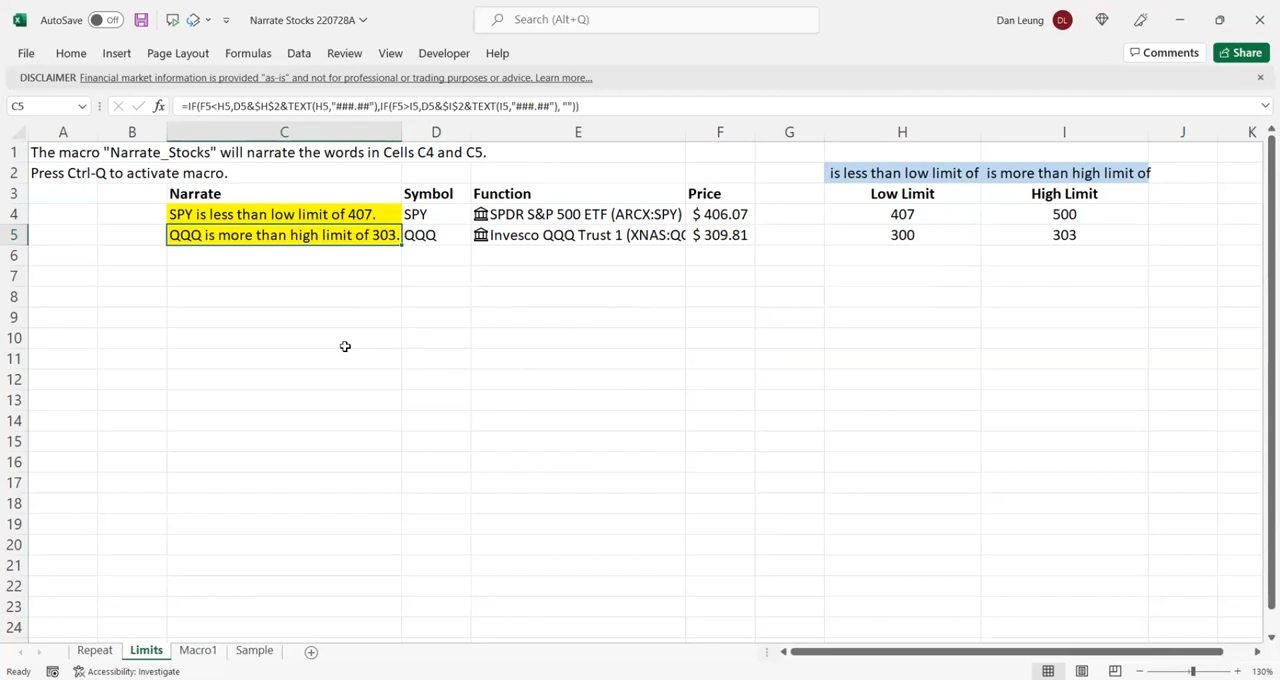 AutoSave Off Narrate Stocks 220728A Search (Alt+Q) Dan Leung DL
File Home Insert Page Layout Formulas Data Review View Developer Help Comments Share
DISCLAIMER Financial market information is provided "as-is" and not for professional or trading purposes or advice. Learn more...
C5 fx =IF(F5<H5,D5&$H$2&TEXT(H5,"###.##"),IF(F5>I5,D5&$I$2&TEXT(I5,"###.##"), ""))
A B C D E F G H I J K
1 The macro "Narrate_Stocks" will narrate the words in Cells C4 and C5.
2 Press Ctrl-Q to activate macro. is less than low limit of is more than high limit of
3 Narrate Symbol Function Price Low Limit High Limit
4 SPY is less than low limit of 407. SPY SPDR S&P 500 ETF (ARCX:SPY) $ 406.07 407 500
5 QQQ is more than high limit of 303. QQQ Invesco QQQ Trust 1 (XNAS:QQ $ 309.81 300 303
6
7
8
9
10
11
12
13
14
15
16
17
18
19
20
21
22
23
24
Repeat Limits Macro1 Sample
Ready Accessibility: Investigate 130%